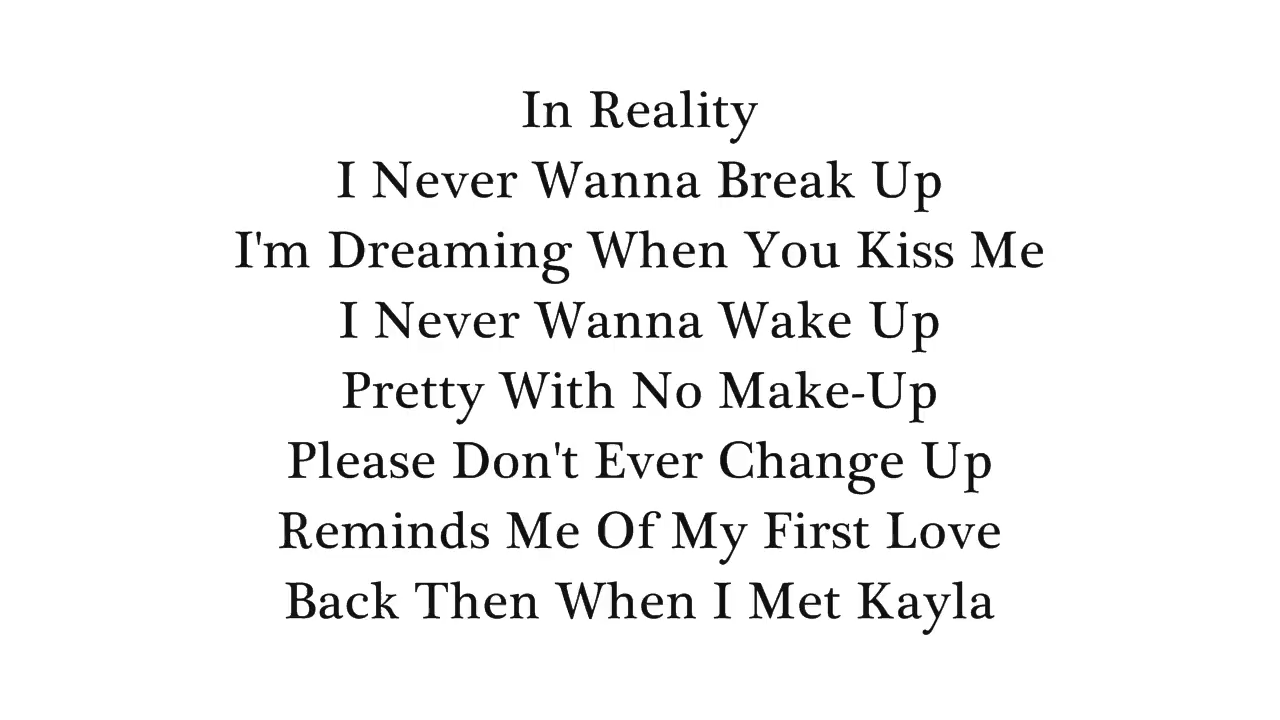 In Reality
I Never Wanna Break Up
I'm Dreaming When You Kiss Me
I Never Wanna Wake Up
Pretty With No Make-Up
Please Don't Ever Change Up
Reminds Me Of My First Love
Back Then When I Met Kayla